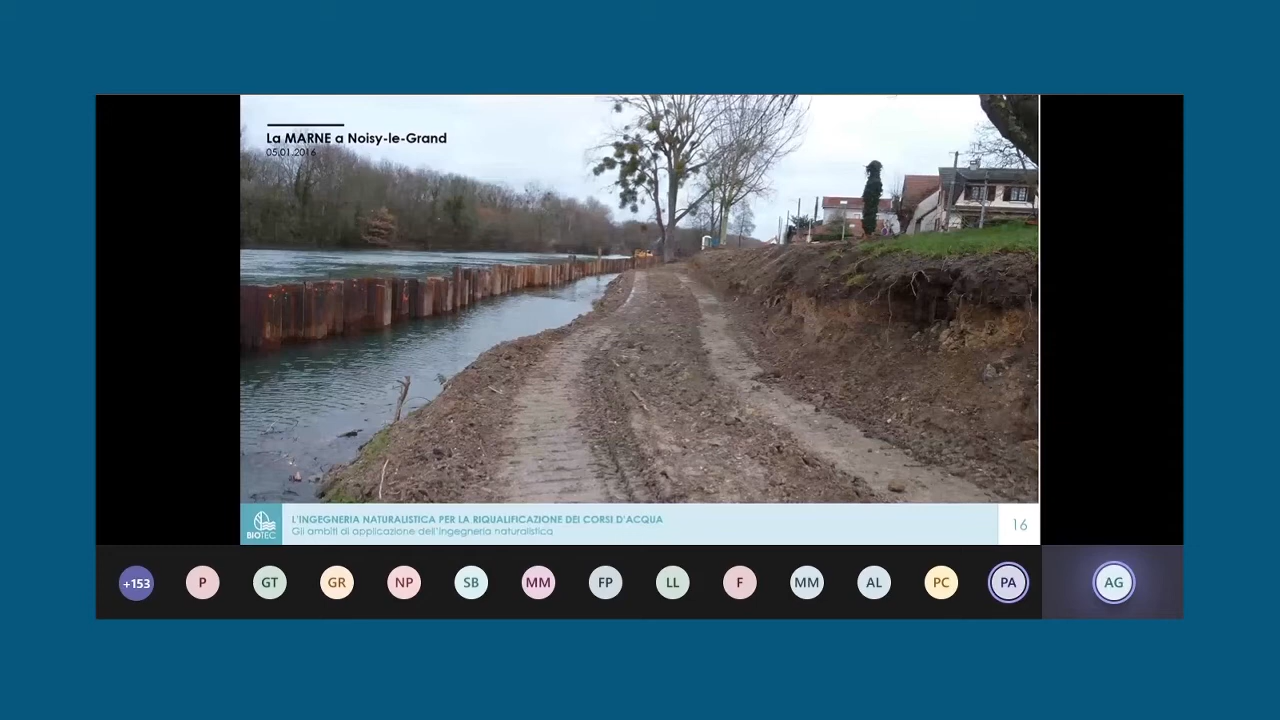 La MARNE a Noisy-le-Grand
05.01.2016
BIOTEC
L'INGEGNERIA NATURALISTICA PER LA RIQUALIFICAZIONE DEI CORSI D'ACQUA
Gli ambiti di applicazione dell'ingegneria naturalistica
16
+153 P GT GR NP SB MM FP LL F MM AL PC PA AG